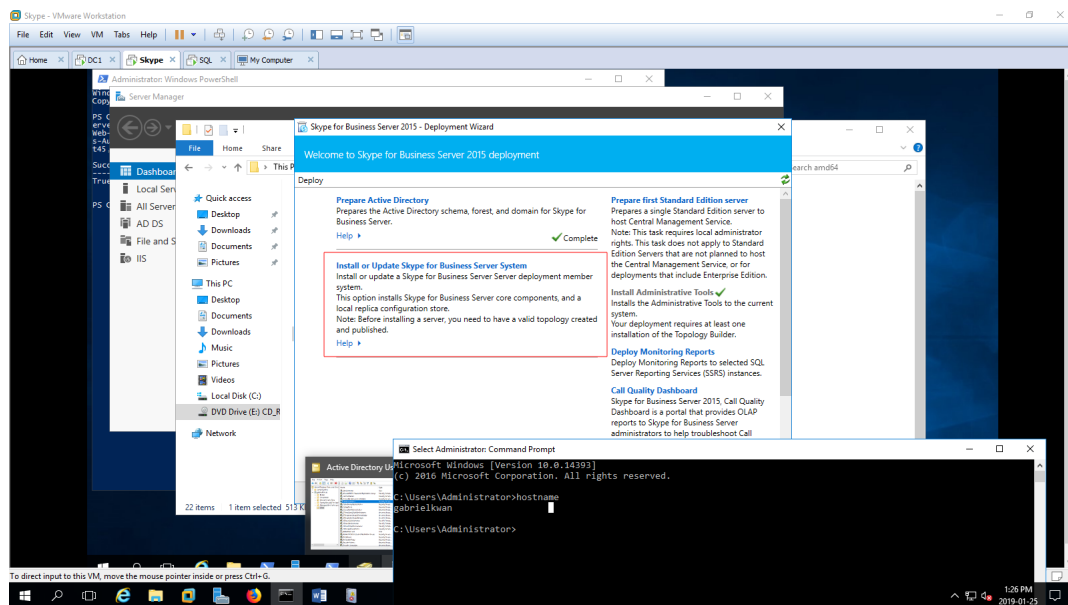 Skype - VMware Workstation
File Edit View VM Tabs Help
Home DC1 Skype SQL My Computer
Administrator: Windows PowerShell
Server Manager
PS C
Web-
t45
Succ
True
PS C
Dashboar
Local Serv
All Server
AD DS
File and S
IIS
File Home Share
This P
Search amd64
Quick access
Desktop
Downloads
Documents
Pictures
This PC
Desktop
Documents
Downloads
Music
Pictures
Videos
Local Disk (C:)
DVD Drive (E:) CD_R
Network
22 items 1 item selected 513 K
Skype for Business Server 2015 - Deployment Wizard
Welcome to Skype for Business Server 2015 deployment
Deploy
Prepare Active Directory
Prepares the Active Directory schema, forest, and domain for Skype for
Business Server.
Help
Complete
Install or Update Skype for Business Server System
Install or update a Skype for Business Server Server deployment member
system.
This option installs Skype for Business Server core components, and a
local replica configuration store.
Note: Before installing a server, you need to have a valid topology created
and published.
Help
Prepare first Standard Edition server
Prepares a single Standard Edition server to
host Central Management Service.
Note: This task requires local administrator
rights. This task does not apply to Standard
Edition Servers that are not planned to host
the Central Management Service, or for
deployments that include Enterprise Edition.
Install Administrative Tools
Installs the Administrative Tools to the current
system.
Your deployment requires at least one
installation of the Topology Builder.
Deploy Monitoring Reports
Deploy Monitoring Reports to selected SQL
Server Reporting Services (SSRS) instances.
Call Quality Dashboard
Skype for Business Server 2015, Call Quality
Dashboard is a portal that provides OLAP
reports to Skype for Business Server
administrators to help troubleshoot Call
Active Directory Us
Select Administrator: Command Prompt
Microsoft Windows [Version 10.0.14393]
(c) 2016 Microsoft Corporation. All rights reserved.
C:\Users\Administrator>hostname
gabrielkwan
C:\Users\Administrator>
To direct input to this VM, move the mouse pointer inside or press Ctrl+G.
1:26 PM
2019-01-25